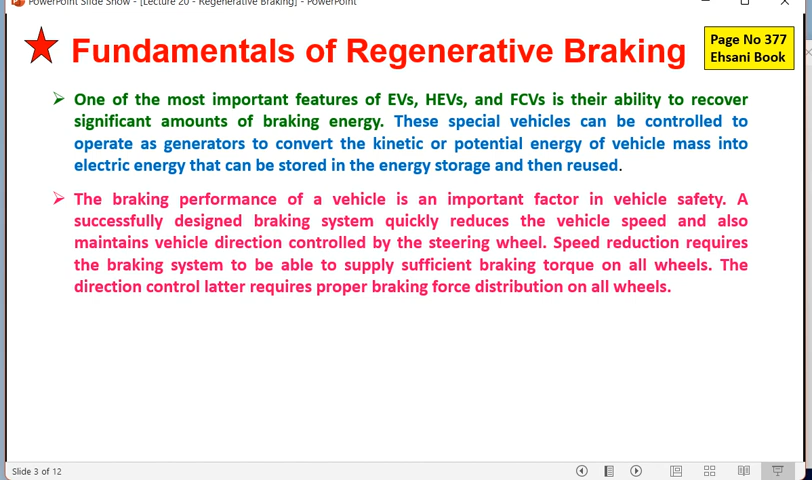 PowerPoint Slide Show - [Lecture 20 - Regenerative Braking] - PowerPoint
Fundamentals of Regenerative Braking
Page No 377
Ehsani Book
One of the most important features of EVs, HEVs, and FCVs is their ability to recover
significant amounts of braking energy. These special vehicles can be controlled to
operate as generators to convert the kinetic or potential energy of vehicle mass into
electric energy that can be stored in the energy storage and then reused.
The braking performance of a vehicle is an important factor in vehicle safety. A
successfully designed braking system quickly reduces the vehicle speed and also
maintains vehicle direction controlled by the steering wheel. Speed reduction requires
the braking system to be able to supply sufficient braking torque on all wheels. The
direction control latter requires proper braking force distribution on all wheels.
Slide 3 of 12